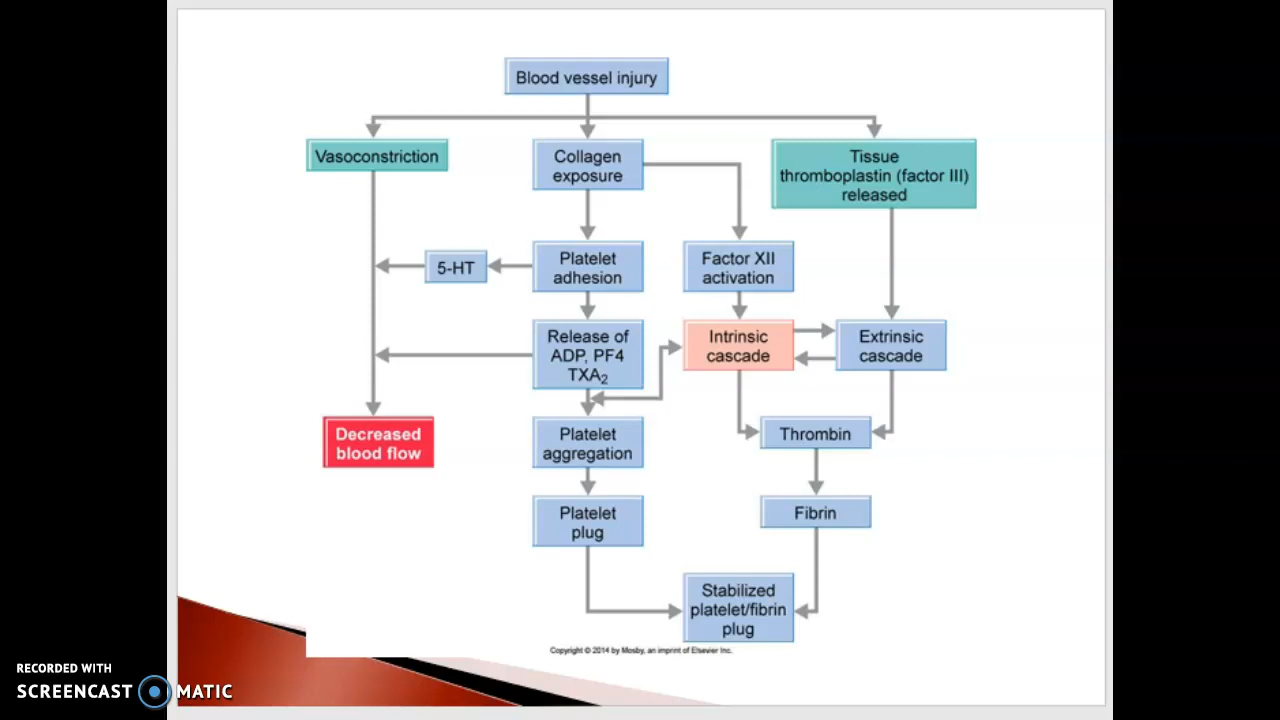 Blood vessel injury
Vasoconstriction
Collagen
exposure
Tissue
thromboplastin (factor III)
released
5-HT
Platelet
adhesion
Factor XII
activation
Release of
ADP, PF4
TXA₂
Intrinsic
cascade
Extrinsic
cascade
Decreased
blood flow
Platelet
aggregation
Thrombin
Platelet
plug
Fibrin
Stabilized
platelet/fibrin
plug
Copyright © 2014 by Mosby, an imprint of Elsevier Inc.
RECORDED WITH
SCREENCAST MATIC